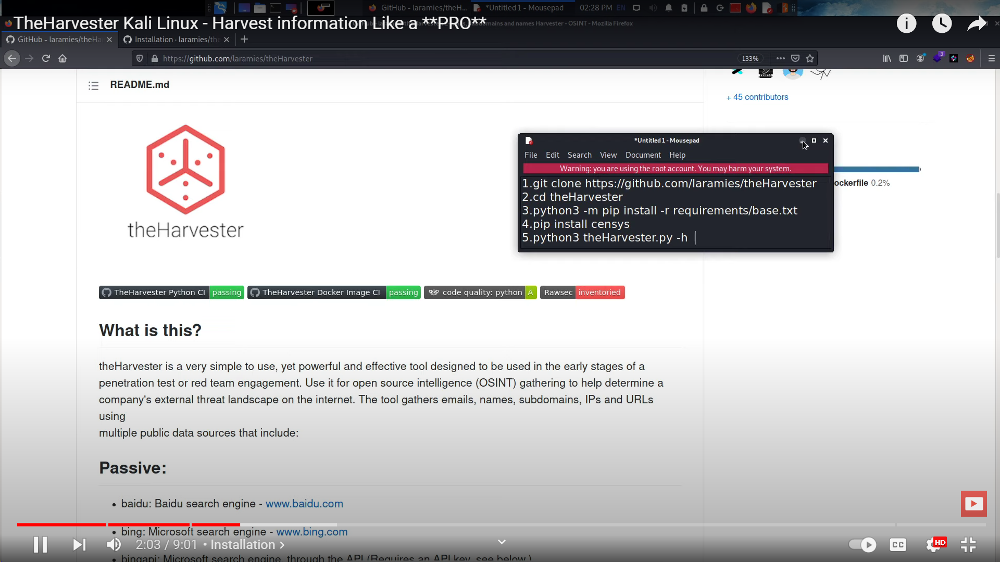 GitHub - laramies/theH...
*Untitled 1 - Mousepad
02:28 PM
EN
TheHarvester Kali Linux - Harvest information Like a **PRO**
omains and names Harvester - OSINT - Mozilla Firefox
GitHub - laramies/theHa
Installation · laramies/the
https://github.com/laramies/theHarvester
133%
3
README.md
+ 45 contributors
theHarvester
*Untitled 1 - Mousepad
File Edit Search View Document Help
Warning: you are using the root account. You may harm your system.
1.git clone https://github.com/laramies/theHarvester
2.cd theHarvester
3.python3 -m pip install -r requirements/base.txt
4.pip install censys
5.python3 theHarvester.py -h
ockerfile 0.2%
TheHarvester Python CI passing
TheHarvester Docker Image CI passing
code quality: python A
Rawsec inventoried
What is this?
theHarvester is a very simple to use, yet powerful and effective tool designed to be used in the early stages of a
penetration test or red team engagement. Use it for open source intelligence (OSINT) gathering to help determine a
company's external threat landscape on the internet. The tool gathers emails, names, subdomains, IPs and URLs
using
multiple public data sources that include:
Passive:
• baidu: Baidu search engine - www.baidu.com
• bing: Microsoft search engine - www.bing.com
2:03 / 9:01 • Installation
CC
HD
• bingapi: Microsoft search engine, through the API (Requires an API key, see below.)